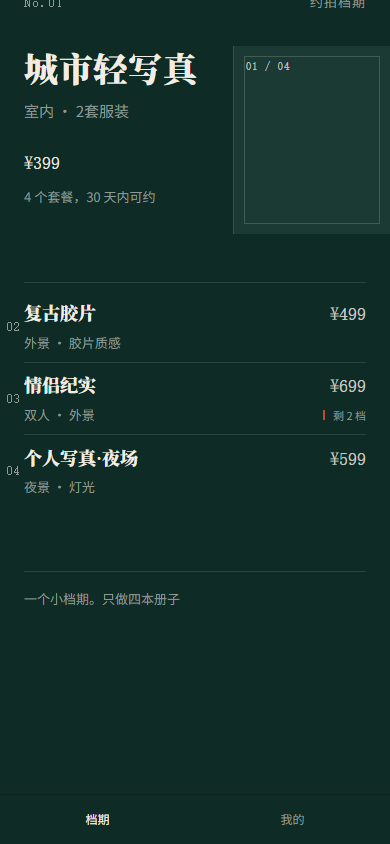 No.01
约拍档期
城市轻写真
01 / 04
室内 · 2套服装
¥399
4 个套餐，30 天内可约
02
复古胶片
¥499
外景 · 胶片质感
03
情侣纪实
¥699
双人 · 外景
剩 2 档
04
个人写真·夜场
¥599
夜景 · 灯光
一个小档期。只做四本册子
档期
我的